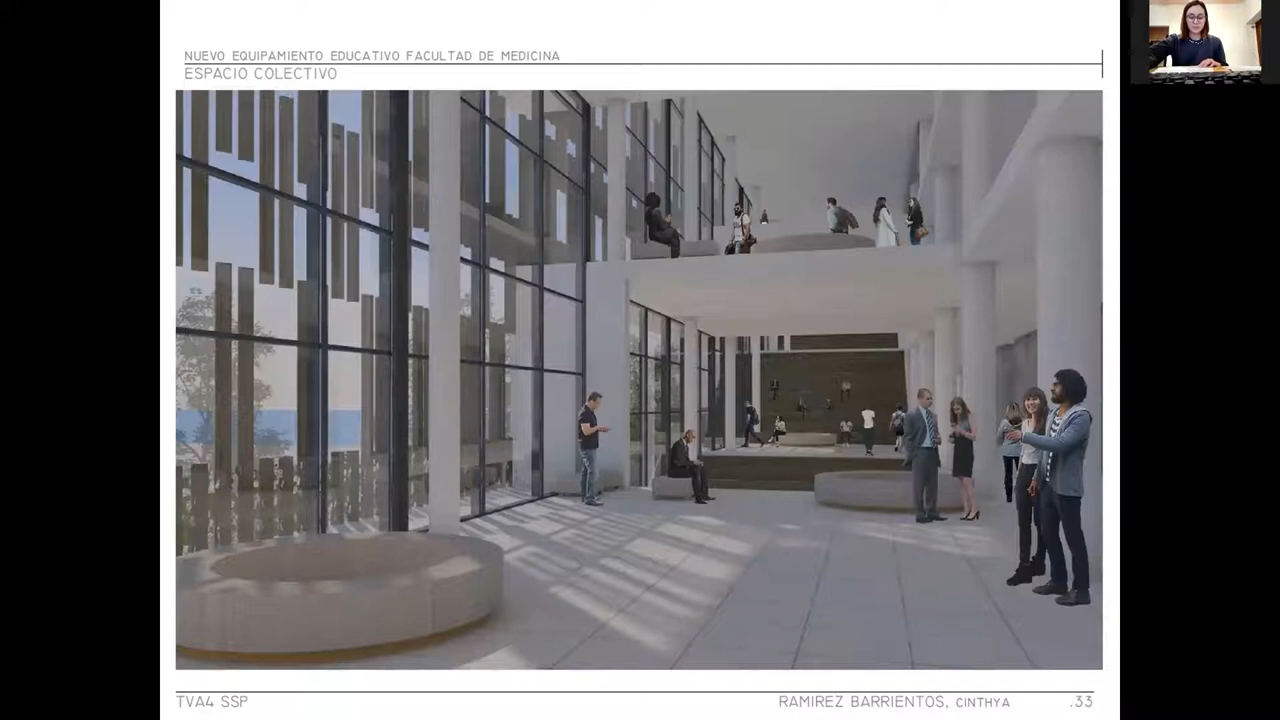 NUEVO EQUIPAMIENTO EDUCATIVO FACULTAD DE MEDICINA
ESPACIO COLECTIVO
TVA4 SSP
RAMIREZ BARRIENTOS, CINTHYA
.33